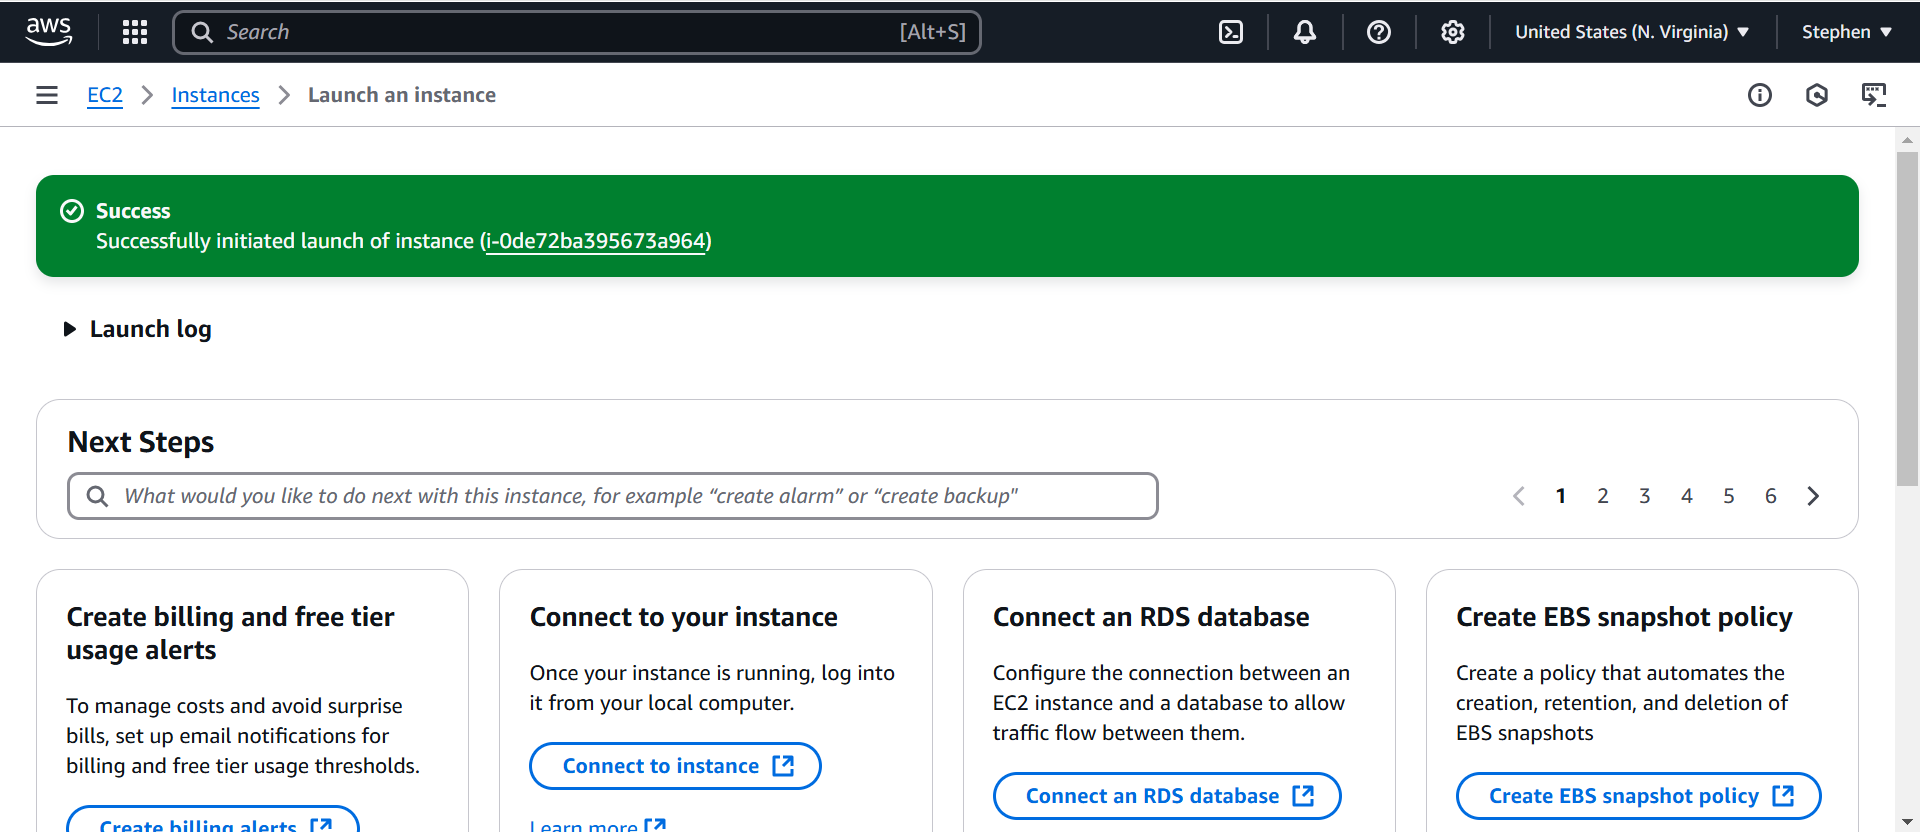 aws
Search [Alt+S]
United States (N. Virginia)
Stephen
EC2 Instances Launch an instance
Success
Successfully initiated launch of instance (i-0de72ba395673a964)
Launch log
Next Steps
What would you like to do next with this instance, for example “create alarm” or “create backup"
1 2 3 4 5 6
Create billing and free tier
usage alerts
To manage costs and avoid surprise
bills, set up email notifications for
billing and free tier usage thresholds.
Create billing alerts
Connect to your instance
Once your instance is running, log into
it from your local computer.
Connect to instance
Learn more
Connect an RDS database
Configure the connection between an
EC2 instance and a database to allow
traffic flow between them.
Connect an RDS database
Create EBS snapshot policy
Create a policy that automates the
creation, retention, and deletion of
EBS snapshots
Create EBS snapshot policy